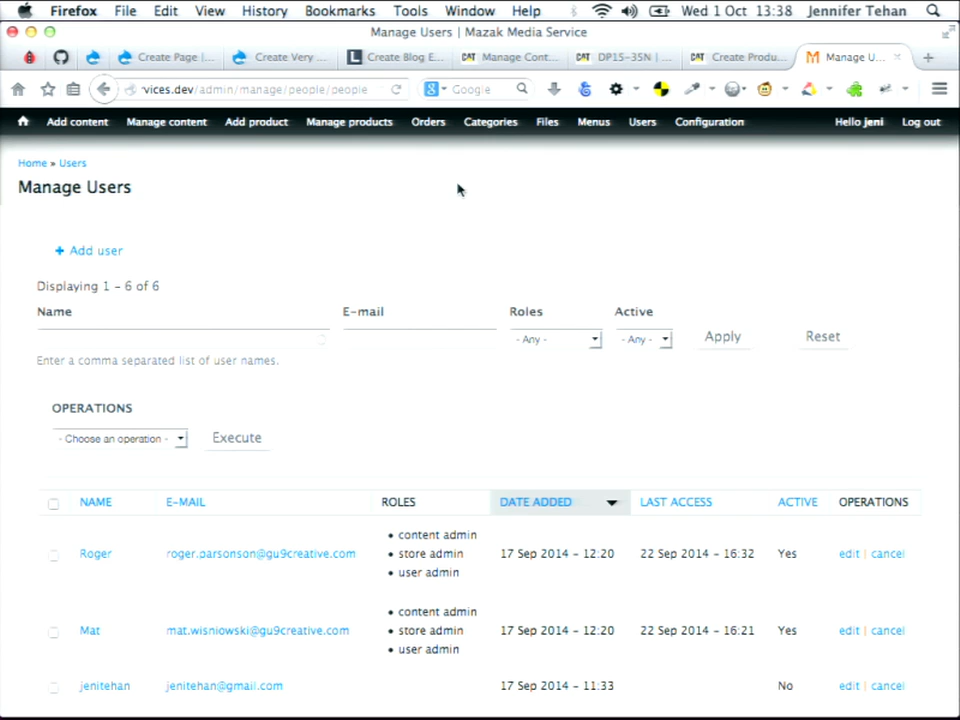 Firefox File Edit View History Bookmarks Tools Window Help Wed 1 Oct 13:38 Jennifer Tehan
Manage Users | Mazak Media Service
Create Page |... Create Very ... Create Blog E... CAT Manage Cont... CAT DP15-35N | ... CAT Create Produ... Manage U...
vices.dev/admin/manage/people/people Google
Add content Manage content Add product Manage products Orders Categories Files Menus Users Configuration Hello jeni Log out
Home » Users
Manage Users
+ Add user
Displaying 1 - 6 of 6
Name E-mail Roles Active
- Any - - Any - Apply Reset
Enter a comma separated list of user names.
OPERATIONS
- Choose an operation - Execute
NAME E-MAIL ROLES DATE ADDED LAST ACCESS ACTIVE OPERATIONS
• content admin
Roger roger.parsonson@gu9creative.com • store admin 17 Sep 2014 - 12:20 22 Sep 2014 - 16:32 Yes edit | cancel
• user admin
• content admin
Mat mat.wisniowski@gu9creative.com • store admin 17 Sep 2014 - 12:20 22 Sep 2014 - 16:21 Yes edit | cancel
• user admin
jenitehan jenitehan@gmail.com 17 Sep 2014 - 11:33 No edit | cancel